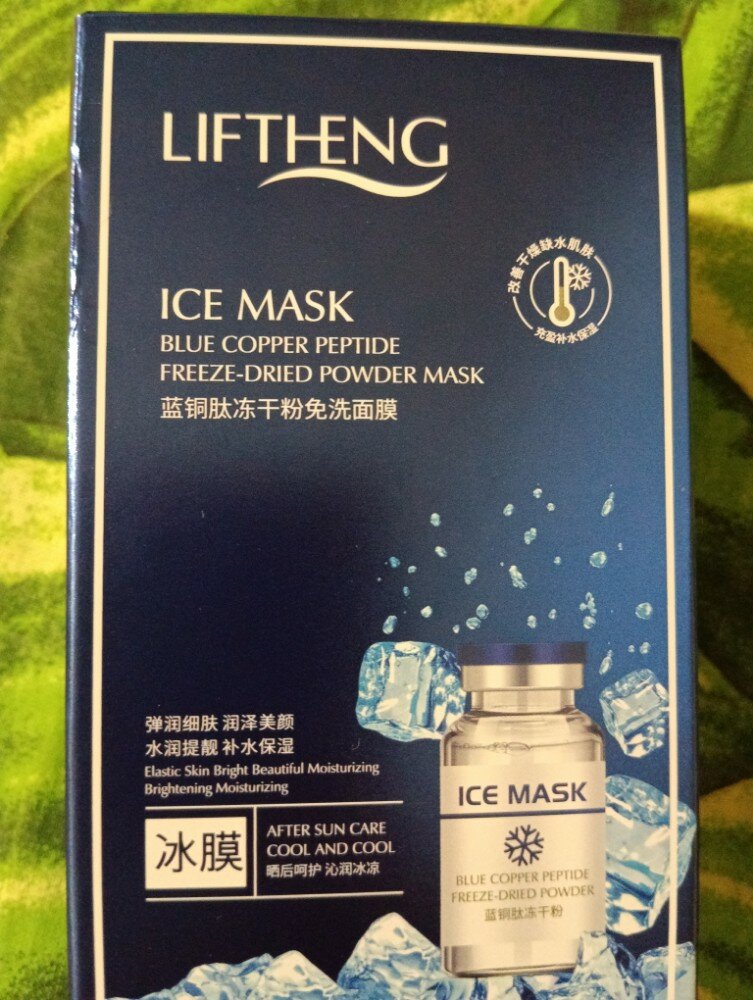 LIFTHENG
改善干燥缺水肌肤
充盈补水保湿
ICE MASK
BLUE COPPER PEPTIDE
FREEZE-DRIED POWDER MASK
蓝铜肽冻干粉免洗面膜
弹润细肤 润泽美颜
水润提靓 补水保湿
Elastic Skin Bright Beautiful Moisturizing
Brightening Moisturizing
冰膜
AFTER SUN CARE
COOL AND COOL
晒后呵护 沁润冰凉
ICE MASK
BLUE COPPER PEPTIDE
FREEZE-DRIED POWDER
蓝铜肽冻干粉